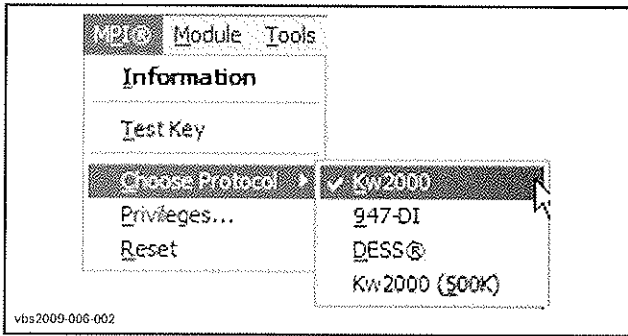 MPI® Module Tools
Information
Test Key
Choose Protocol
Privileges...
Reset
Kw2000
947-DI
DESS®
Kw2000 (500K)
vbs2009-006-002